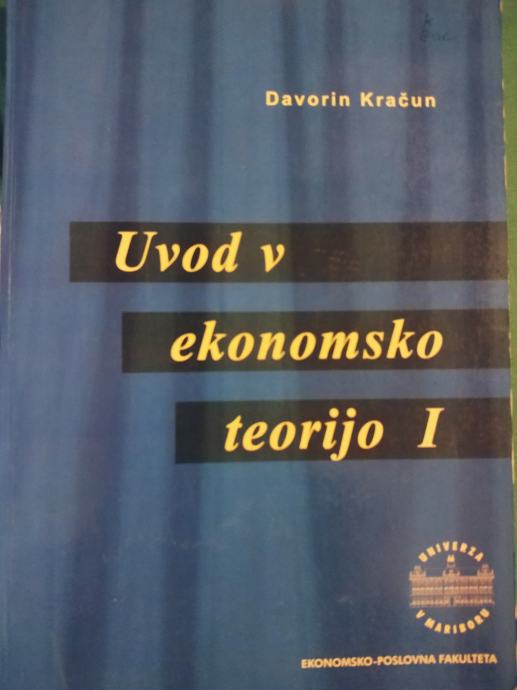 Davorin Kračun
Uvod v
ekonomsko
teorijo I
UNIVERZA
V MARIBORU
EKONOMSKO-POSLOVNA FAKULTETA